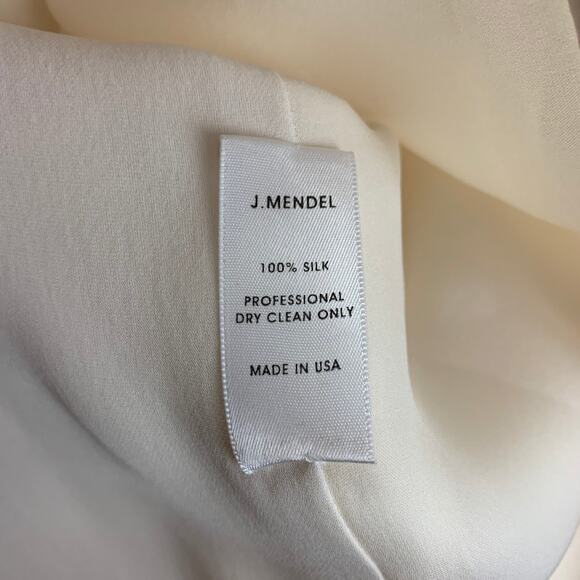 J.MENDEL
100% SILK
PROFESSIONAL
DRY CLEAN ONLY
MADE IN USA